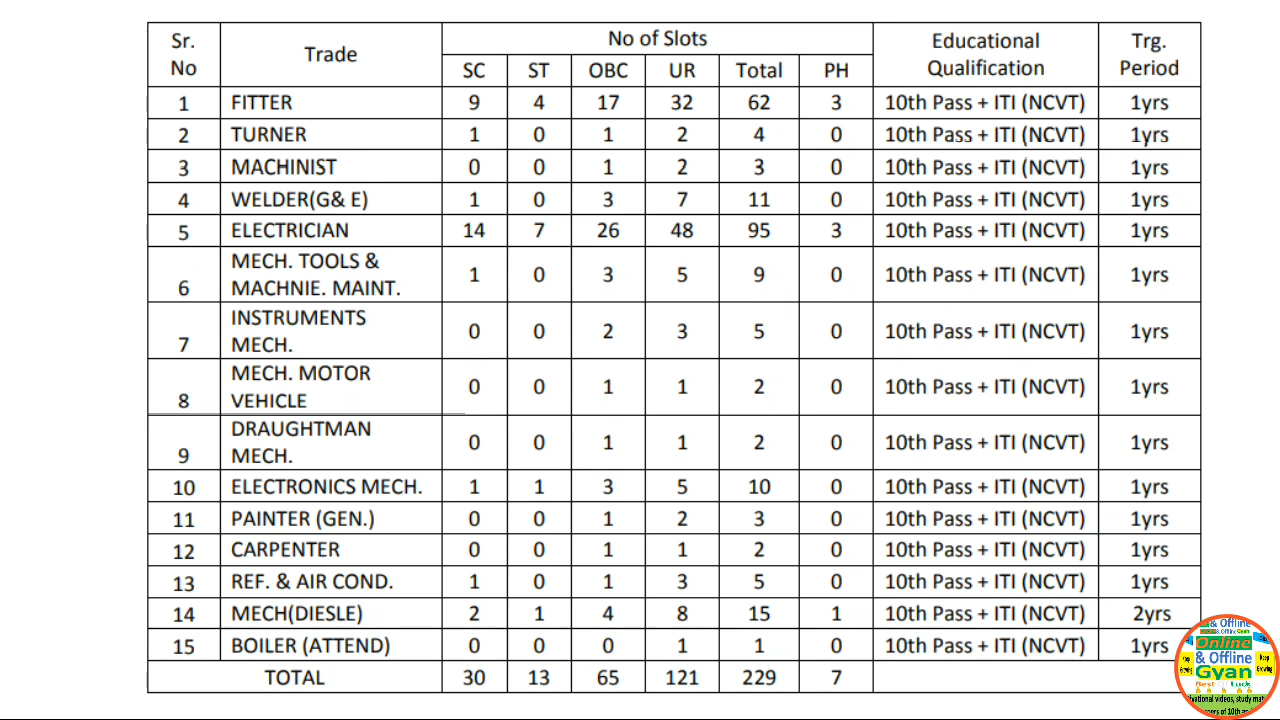 Sr. No Trade No of Slots Educational Qualification Trg. Period
SC ST OBC UR Total PH
1 FITTER 9 4 17 32 62 3 10th Pass + ITI (NCVT) 1yrs
2 TURNER 1 0 1 2 4 0 10th Pass + ITI (NCVT) 1yrs
3 MACHINIST 0 0 1 2 3 0 10th Pass + ITI (NCVT) 1yrs
4 WELDER(G& E) 1 0 3 7 11 0 10th Pass + ITI (NCVT) 1yrs
5 ELECTRICIAN 14 7 26 48 95 3 10th Pass + ITI (NCVT) 1yrs
6 MECH. TOOLS & MACHNIE. MAINT. 1 0 3 5 9 0 10th Pass + ITI (NCVT) 1yrs
7 INSTRUMENTS MECH. 0 0 2 3 5 0 10th Pass + ITI (NCVT) 1yrs
8 MECH. MOTOR VEHICLE 0 0 1 1 2 0 10th Pass + ITI (NCVT) 1yrs
9 DRAUGHTMAN MECH. 0 0 1 1 2 0 10th Pass + ITI (NCVT) 1yrs
10 ELECTRONICS MECH. 1 1 3 5 10 0 10th Pass + ITI (NCVT) 1yrs
11 PAINTER (GEN.) 0 0 1 2 3 0 10th Pass + ITI (NCVT) 1yrs
12 CARPENTER 0 0 1 1 2 0 10th Pass + ITI (NCVT) 1yrs
13 REF. & AIR COND. 1 0 1 3 5 0 10th Pass + ITI (NCVT) 1yrs
14 MECH(DIESLE) 2 1 4 8 15 1 10th Pass + ITI (NCVT) 2yrs
15 BOILER (ATTEND) 0 0 0 1 1 0 10th Pass + ITI (NCVT) 1yrs
TOTAL 30 13 65 121 229 7
& Offline
& Offline Gyan
Online
& Offline
Gyan
Best Luck